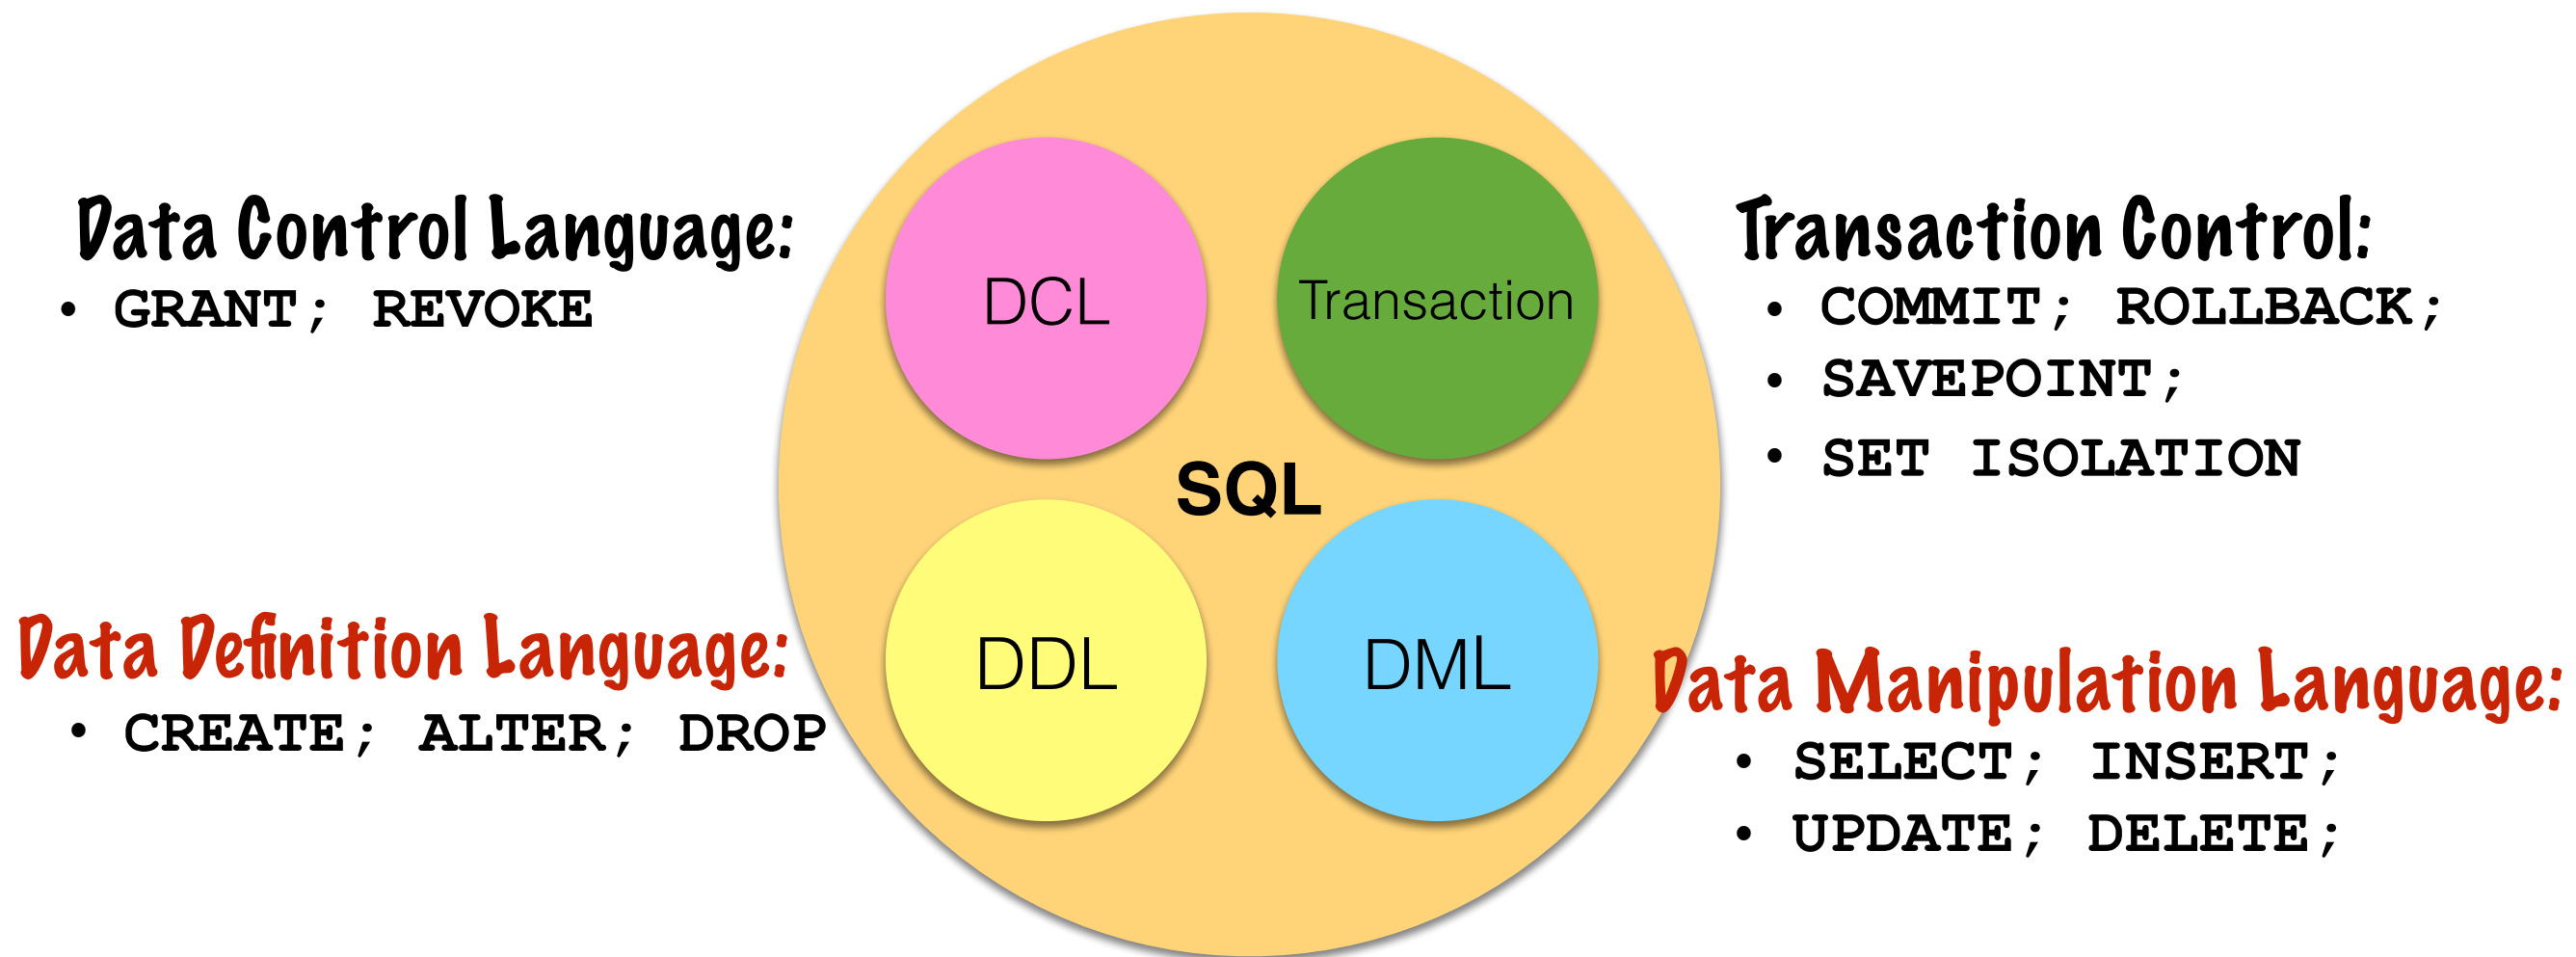 Data Control Language:
• GRANT; REVOKE
DCL
Transaction
Transaction Control:
• COMMIT; ROLLBACK;
• SAVEPOINT;
• SET ISOLATION
SQL
Data Definition Language:
• CREATE; ALTER; DROP
DDL
DML
Data Manipulation Language:
• SELECT; INSERT;
• UPDATE; DELETE;